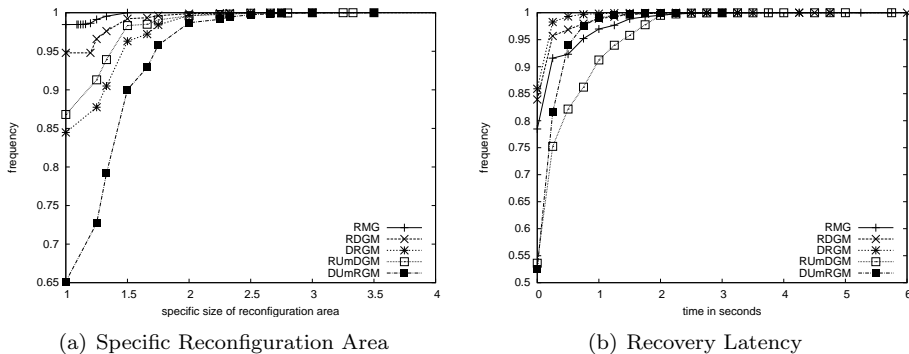 1
0.95
0.9
0.85
0.8
0.75
0.7
0.65
frequency
RMG
RDGM
DRGM
RUmDGM
DUmRGM
1 1.5 2 2.5 3 3.5 4
specific size of reconfiguration area
(a) Specific Reconfiguration Area
1
0.95
0.9
0.85
0.8
0.75
0.7
0.65
0.6
0.55
0.5
frequency
RMG
RDGM
DRGM
RUmDGM
DUmRGM
0 1 2 3 4 5 6
time in seconds
(b) Recovery Latency